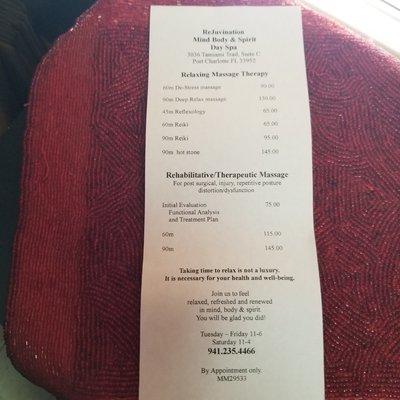 ReJuvination
Mind Body & Spirit
Day Spa
3036 Tamiami Trail, Suite C
Port Charlotte FL 33952
Relaxing Massage Therapy
60m De-Stress massage 90.00
90m Deep Relax massage 130.00
45m Reflexology 65.00
60m Reiki 65.00
90m Reiki 95.00
90m hot stone 145.00
Rehabilitative/Therapeutic Massage
For post surgical, injury, repetitive posture
distortion/dysfunction
Initial Evaluation 75.00
Functional Analysis
and Treatment Plan
60m 115.00
90m 145.00
Taking time to relax is not a luxury.
It is necessary for your health and well-being.
Join us to feel
relaxed, refreshed and renewed
in mind, body & spirit.
You will be glad you did!
Tuesday – Friday 11-6
Saturday 11-4
941.235.4466
By Appointment only.
MM29533